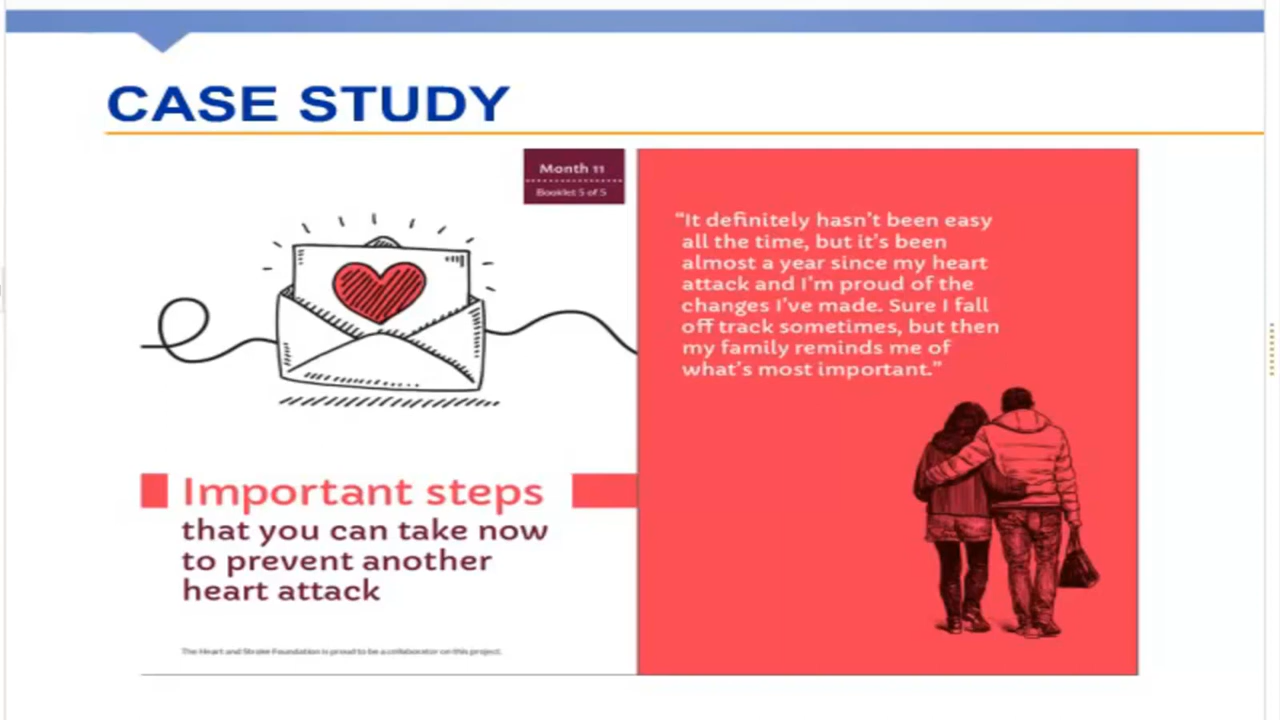 CASE STUDY
Month 11
Booklet 5 of 5
Important steps
that you can take now
to prevent another
heart attack
The Heart and Stroke Foundation is proud to be a collaborator on this project.
“It definitely hasn’t been easy
all the time, but it’s been
almost a year since my heart
attack and I’m proud of the
changes I’ve made. Sure I fall
off track sometimes, but then
my family reminds me of
what’s most important.”